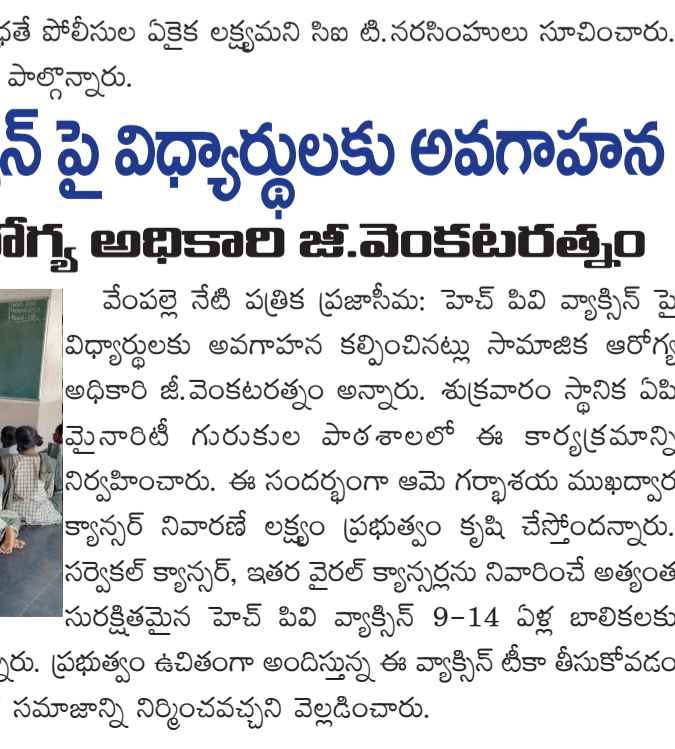 పోలీసుల ఏకైక లక్ష్యమని సిఐ టి.నరసింహులు సూచించారు.
పాల్గొన్నారు.
పై విధ్యార్థులకు అవగాహన
అధికారి జీ.వెంకటరత్నం
వేంపల్లె నేటి పత్రిక ప్రజాసీమ: హెచ్ పివి వ్యాక్సిన్ పై
విధ్యార్థులకు అవగాహన కల్పించినట్లు సామాజిక ఆరోగ్య
అధికారి జీ.వెంకటరత్నం అన్నారు. శుక్రవారం స్థానిక ఏపి
మైనారిటీ గురుకుల పాఠశాలలో ఈ కార్యక్రమాన్ని
నిర్వహించారు. ఈ సందర్భంగా ఆమె గర్భాశయ ముఖద్వార
క్యాన్సర్ నివారణే లక్ష్యం ప్రభుత్వం కృషి చేస్తోందన్నారు.
సర్వెకల్ క్యాన్సర్, ఇతర వైరల్ క్యాన్సర్లను నివారించే అత్యంత
సురక్షితమైన హెచ్ పివి వ్యాక్సిన్ 9-14 ఏళ్ల బాలికలకు
ప్రభుత్వం ఉచితంగా అందిస్తున్న ఈ వ్యాక్సిన్ టీకా తీసుకోవడం
సమాజాన్ని నిర్మించవచ్చని వెల్లడించారు.